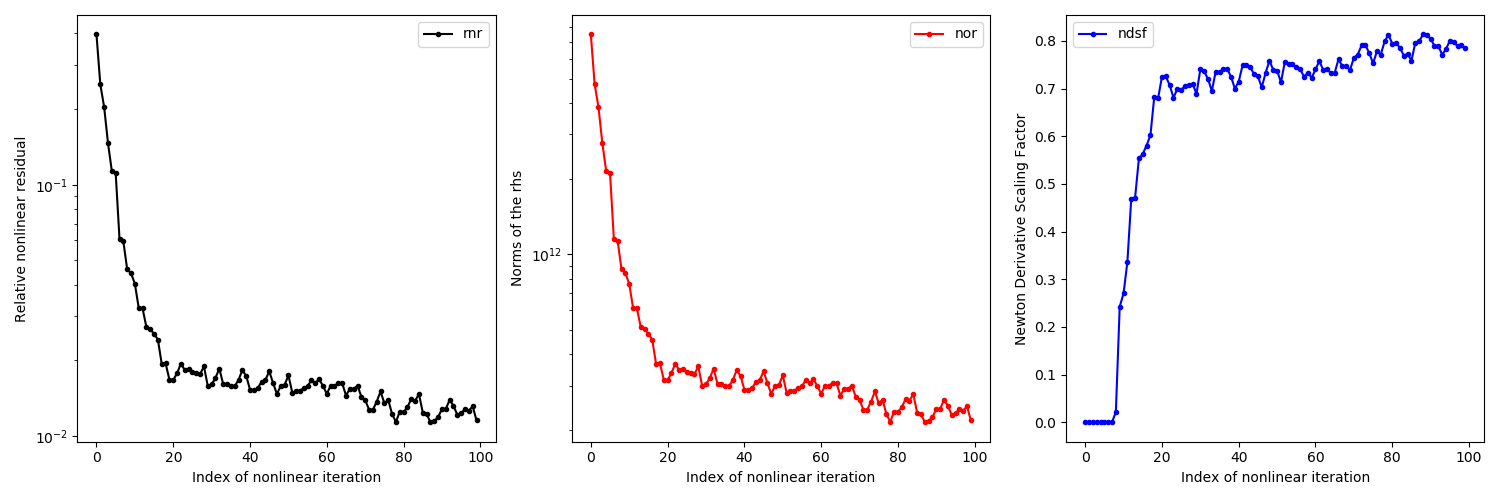 Relative nonlinear residual
10⁻¹
10⁻²
rnr
0 20 40 60 80 100
Index of nonlinear iteration
Norms of the rhs
10¹²
nor
0 20 40 60 80 100
Index of nonlinear iteration
Newton Derivative Scaling Factor
0.8
0.7
0.6
0.5
0.4
0.3
0.2
0.1
0.0
ndsf
0 20 40 60 80 100
Index of nonlinear iteration